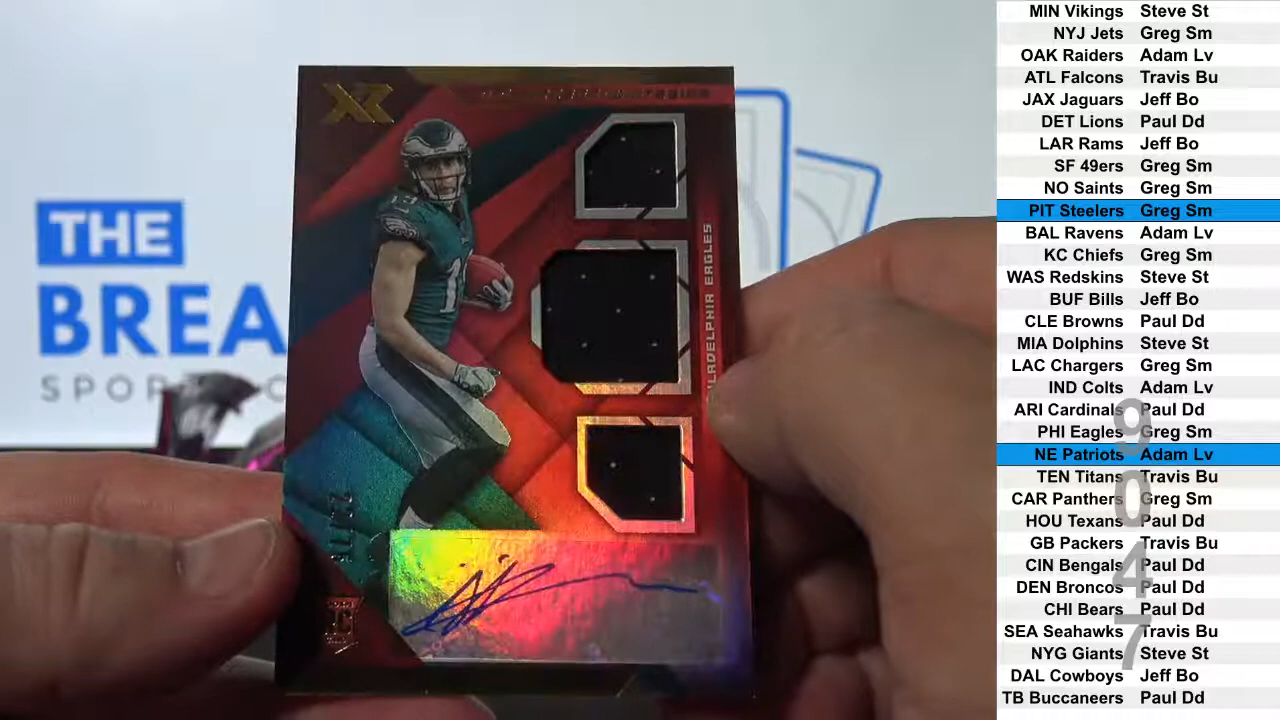 THE
BREA
SPOR
C
XR
PHILADELPHIA EAGLES
13
RC
MIN Vikings Steve St
NYJ Jets Greg Sm
OAK Raiders Adam Lv
ATL Falcons Travis Bu
JAX Jaguars Jeff Bo
DET Lions Paul Dd
LAR Rams Jeff Bo
SF 49ers Greg Sm
NO Saints Greg Sm
PIT Steelers Greg Sm
BAL Ravens Adam Lv
KC Chiefs Greg Sm
WAS Redskins Steve St
BUF Bills Jeff Bo
CLE Browns Paul Dd
MIA Dolphins Steve St
LAC Chargers Greg Sm
IND Colts Adam Lv
ARI Cardinals Paul Dd
PHI Eagles Greg Sm
NE Patriots Adam Lv
TEN Titans Travis Bu
CAR Panthers Greg Sm
HOU Texans Paul Dd
GB Packers Travis Bu
CIN Bengals Paul Dd
DEN Broncos Paul Dd
CHI Bears Paul Dd
SEA Seahawks Travis Bu
NYG Giants Steve St
DAL Cowboys Jeff Bo
TB Buccaneers Paul Dd
9047